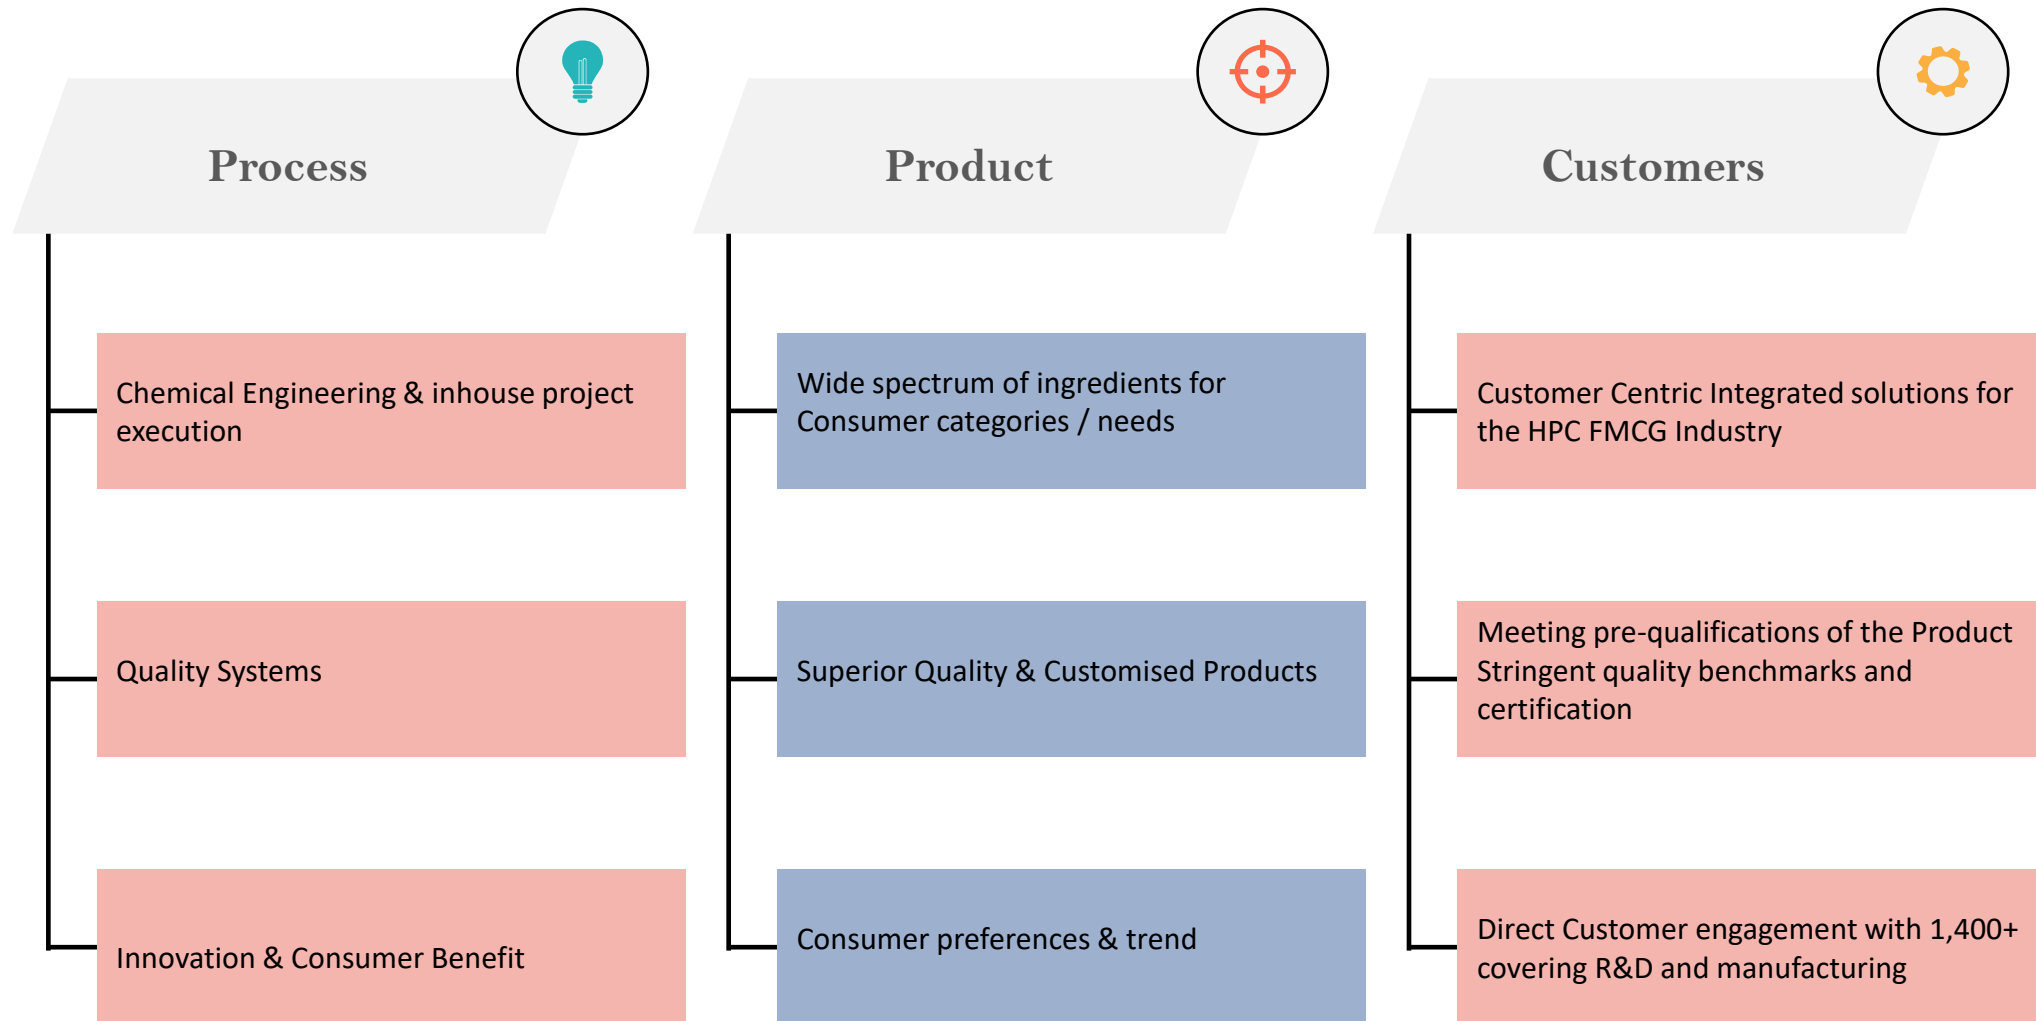 Process
Chemical Engineering & inhouse project
execution
Quality Systems
Innovation & Consumer Benefit
Product
Wide spectrum of ingredients for
Consumer categories / needs
Superior Quality & Customised Products
Consumer preferences & trend
Customers
Customer Centric Integrated solutions for
the HPC FMCG Industry
Meeting pre-qualifications of the Product
Stringent quality benchmarks and
certification
Direct Customer engagement with 1,400+
covering R&D and manufacturing